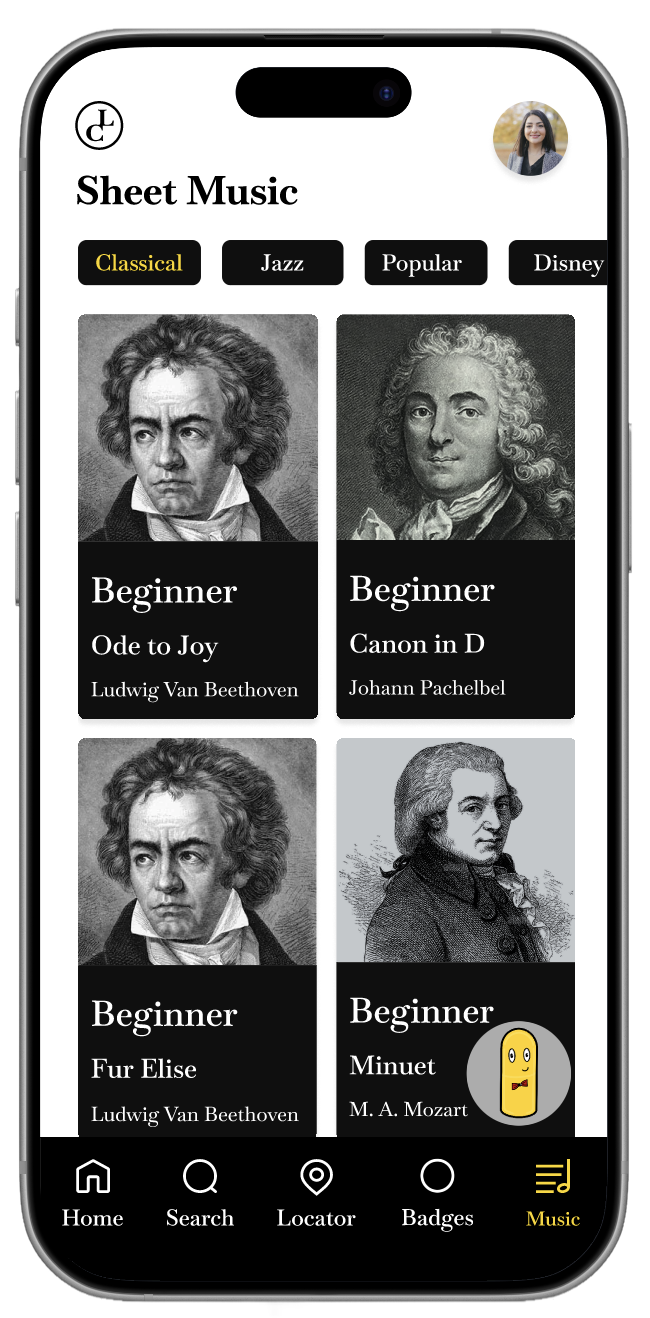 CL
Sheet Music
Classical Jazz Popular Disney
Beginner
Ode to Joy
Ludwig Van Beethoven
Beginner
Canon in D
Johann Pachelbel
Beginner
Fur Elise
Ludwig Van Beethoven
Beginner
Minuet
M. A. Mozart
Home Search Locator Badges Music